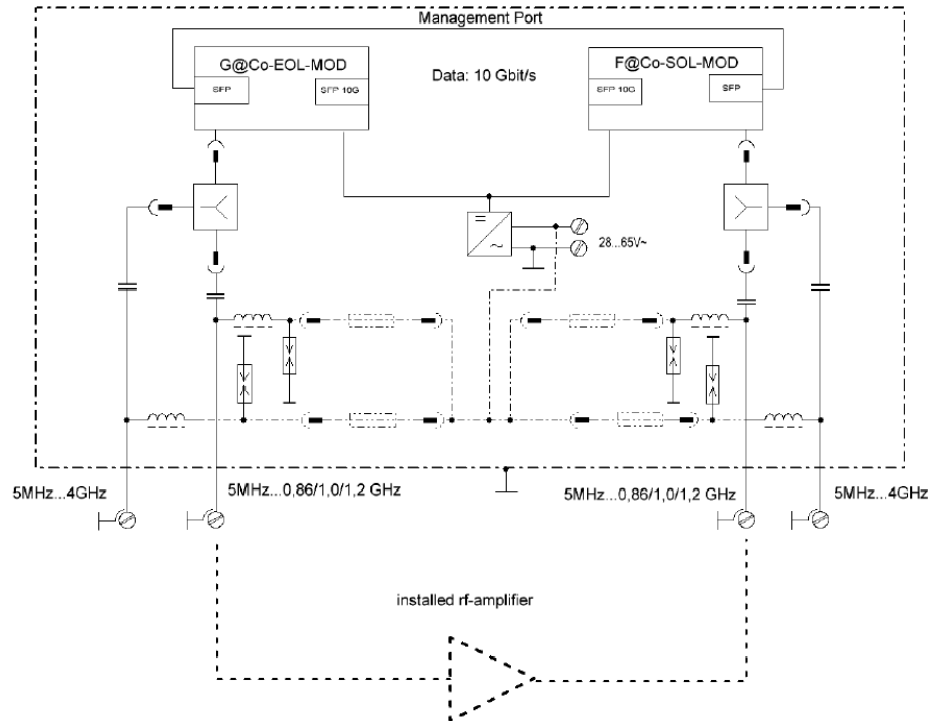 Management Port
G@Co-EOL-MOD
F@Co-SOL-MOD
Data: 10 Gbit/s
SFP
SFP 10G
SFP 10G
SFP
28...65V~
5MHz...4GHz
5MHz...0,86/1,0/1,2 GHz
5MHz...0,86/1,0/1,2 GHz
5MHz...4GHz
installed rf-amplifier